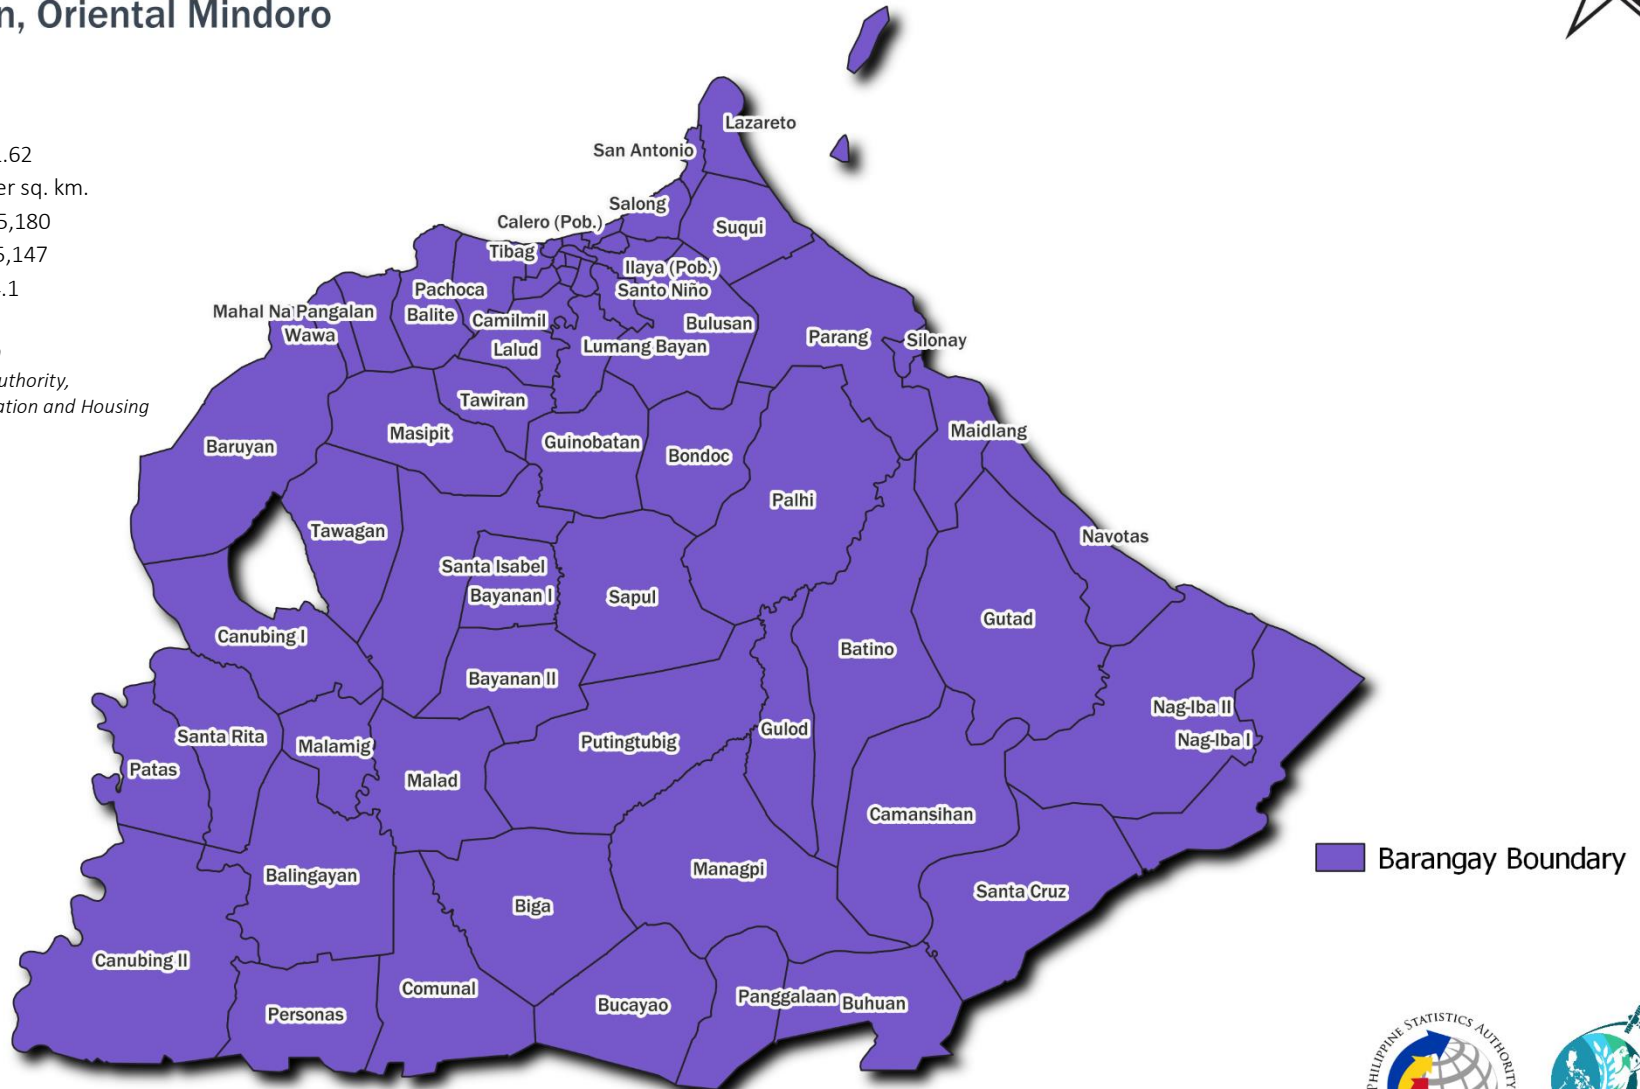 n, Oriental Mindoro
.62
er sq. km.
5,180
5,147
.1
uthority,
ation and Housing
Lazareto
San Antonio
Salong
Calero (Pob.)
Suqui
Tibag
Ilaya (Pob.)
Pachoca
Santo Niño
Mahal Na Pangalan
Balite
Camilmil
Bulusan
Wawa
Parang
Silonay
Lalud
Lumang Bayan
Tawiran
Maidlang
Masipit
Guinobatan
Baruyan
Bondoc
Palhi
Tawagan
Navotas
Santa Isabel
Bayanan I
Sapul
Gutad
Canubing I
Batino
Bayanan II
Nag-Iba II
Gulod
Santa Rita
Nag-Iba I
Malamig
Putingtubig
Patas
Malad
Camansihan
Barangay Boundary
Managpi
Balingayan
Santa Cruz
Biga
Canubing II
Comunal
Panggalaan
Buhuan
Bucayao
Personas
PHILIPPINE STATISTICS AUTHORITY